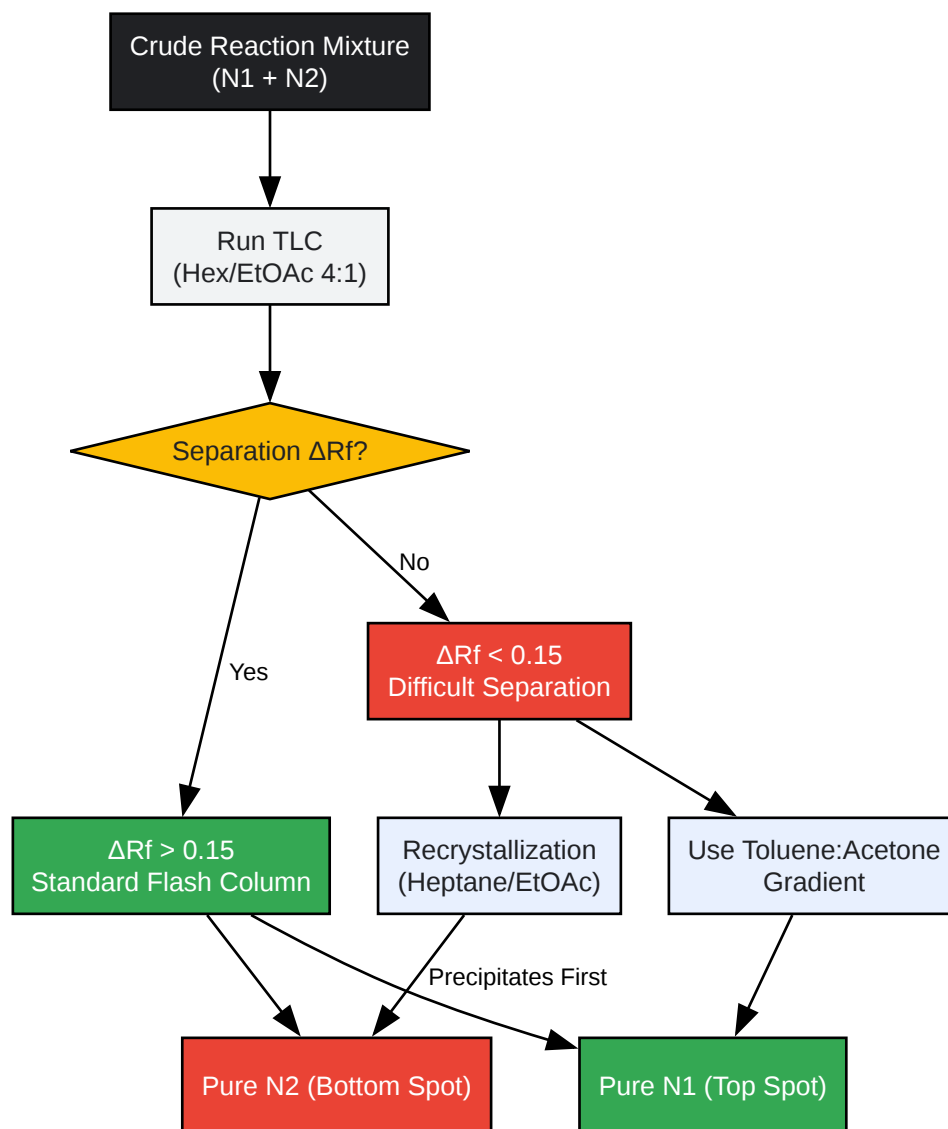 Crude Reaction Mixture
(N1 + N2)
Run TLC
(Hex/EtOAc 4:1)
Separation ΔRf?
No
ΔRf < 0.15
Difficult Separation
Yes
ΔRf > 0.15
Standard Flash Column
Recrystallization
(Heptane/EtOAc)
Use Toluene:Acetone
Gradient
Precipitates First
Pure N2 (Bottom Spot)
Pure N1 (Top Spot)